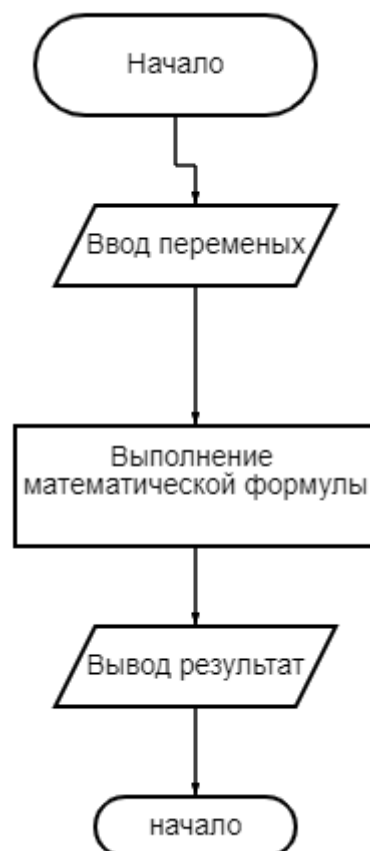 Начало
Ввод переменых
Выполнение
математической формулы
Вывод результат
начало